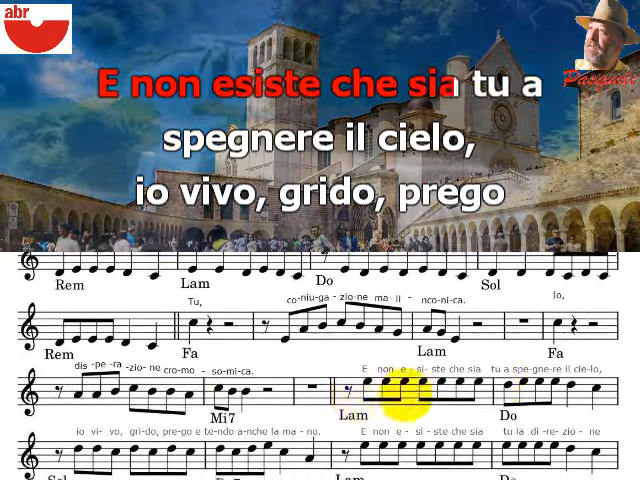 abr
Pasquale
E non esiste che sia tu a
spegnere il cielo,
io vivo, grido, prego
Rem Lam Do Sol
Tu, co-niu-ga - zio-ne ma- li - nco-ni-ca. Io,
Rem Fa Lam Fa
dis -pe-ra -zio- ne cro-mo - so-mi-ca. E non e - si- ste che sia tu a spe-gne-re il cie-lo,
Mi7 Lam Do
io vi- vo, gri-do, pre-go e te-ndo a-nche la ma - no. E non e - si - ste che sia tu la di -re-zio - ne